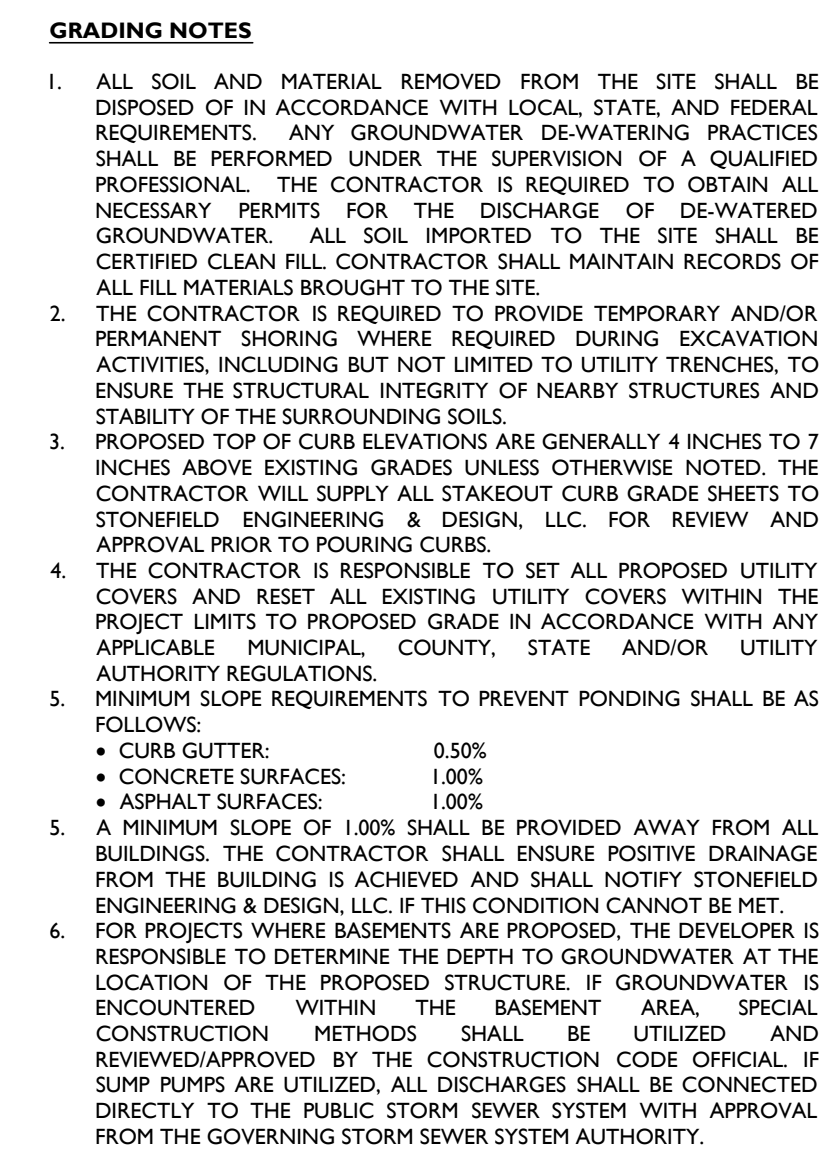 GRADING NOTES
1. ALL SOIL AND MATERIAL REMOVED FROM THE SITE SHALL BE
DISPOSED OF IN ACCORDANCE WITH LOCAL, STATE, AND FEDERAL
REQUIREMENTS. ANY GROUNDWATER DE-WATERING PRACTICES
SHALL BE PERFORMED UNDER THE SUPERVISION OF A QUALIFIED
PROFESSIONAL. THE CONTRACTOR IS REQUIRED TO OBTAIN ALL
NECESSARY PERMITS FOR THE DISCHARGE OF DE-WATERED
GROUNDWATER. ALL SOIL IMPORTED TO THE SITE SHALL BE
CERTIFIED CLEAN FILL. CONTRACTOR SHALL MAINTAIN RECORDS OF
ALL FILL MATERIALS BROUGHT TO THE SITE.
2. THE CONTRACTOR IS REQUIRED TO PROVIDE TEMPORARY AND/OR
PERMANENT SHORING WHERE REQUIRED DURING EXCAVATION
ACTIVITIES, INCLUDING BUT NOT LIMITED TO UTILITY TRENCHES, TO
ENSURE THE STRUCTURAL INTEGRITY OF NEARBY STRUCTURES AND
STABILITY OF THE SURROUNDING SOILS.
3. PROPOSED TOP OF CURB ELEVATIONS ARE GENERALLY 4 INCHES TO 7
INCHES ABOVE EXISTING GRADES UNLESS OTHERWISE NOTED. THE
CONTRACTOR WILL SUPPLY ALL STAKEOUT CURB GRADE SHEETS TO
STONEFIELD ENGINEERING & DESIGN, LLC. FOR REVIEW AND
APPROVAL PRIOR TO POURING CURBS.
4. THE CONTRACTOR IS RESPONSIBLE TO SET ALL PROPOSED UTILITY
COVERS AND RESET ALL EXISTING UTILITY COVERS WITHIN THE
PROJECT LIMITS TO PROPOSED GRADE IN ACCORDANCE WITH ANY
APPLICABLE MUNICIPAL, COUNTY, STATE AND/OR UTILITY
AUTHORITY REGULATIONS.
5. MINIMUM SLOPE REQUIREMENTS TO PREVENT PONDING SHALL BE AS
FOLLOWS:
• CURB GUTTER: 0.50%
• CONCRETE SURFACES: 1.00%
• ASPHALT SURFACES: 1.00%
5. A MINIMUM SLOPE OF 1.00% SHALL BE PROVIDED AWAY FROM ALL
BUILDINGS. THE CONTRACTOR SHALL ENSURE POSITIVE DRAINAGE
FROM THE BUILDING IS ACHIEVED AND SHALL NOTIFY STONEFIELD
ENGINEERING & DESIGN, LLC. IF THIS CONDITION CANNOT BE MET.
6. FOR PROJECTS WHERE BASEMENTS ARE PROPOSED, THE DEVELOPER IS
RESPONSIBLE TO DETERMINE THE DEPTH TO GROUNDWATER AT THE
LOCATION OF THE PROPOSED STRUCTURE. IF GROUNDWATER IS
ENCOUNTERED WITHIN THE BASEMENT AREA, SPECIAL
CONSTRUCTION METHODS SHALL BE UTILIZED AND
REVIEWED/APPROVED BY THE CONSTRUCTION CODE OFFICIAL. IF
SUMP PUMPS ARE UTILIZED, ALL DISCHARGES SHALL BE CONNECTED
DIRECTLY TO THE PUBLIC STORM SEWER SYSTEM WITH APPROVAL
FROM THE GOVERNING STORM SEWER SYSTEM AUTHORITY.